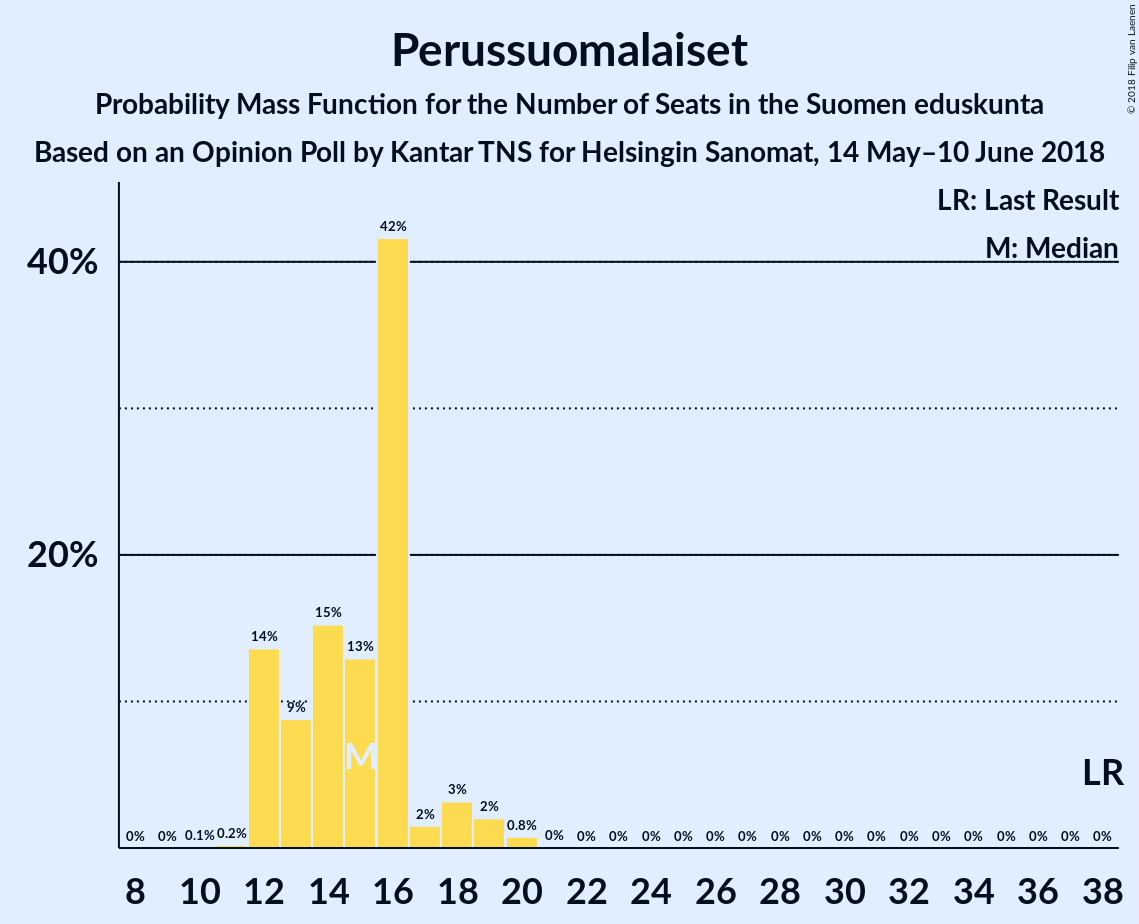 Perussuomalaiset
Probability Mass Function for the Number of Seats in the Suomen eduskunta
Based on an Opinion Poll by Kantar TNS for Helsingin Sanomat, 14 May–10 June 2018
© 2018 Filip van Laenen
LR: Last Result
M: Median
40%
20%
0% 0% 0.1% 0.2% 14% 9% 15% 13% 42% 2% 3% 2% 0.8% 0% 0% 0% 0% 0% 0% 0% 0% 0% 0% 0% 0% 0% 0% 0% 0% 0% 0%
M
LR
8 10 12 14 16 18 20 22 24 26 28 30 32 34 36 38